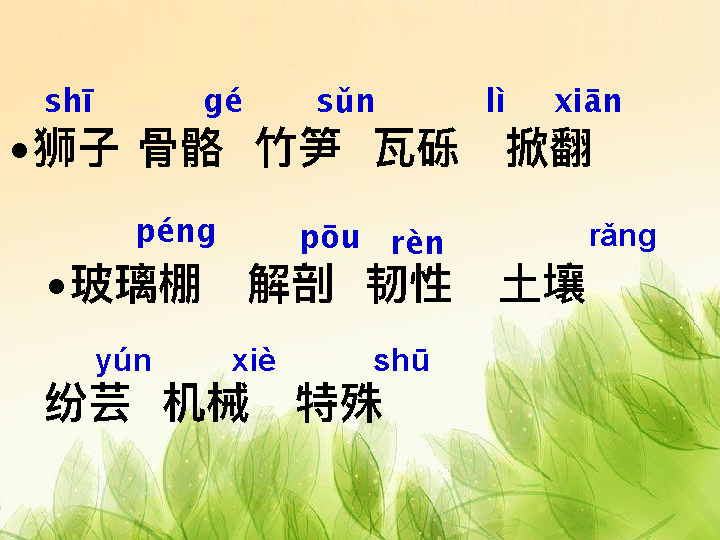 shī gé sǔn lì xiān
•狮子 骨骼 竹笋 瓦砾 掀翻
péng pōu rèn rǎng
•玻璃棚 解剖 韧性 土壤
yún xiè shū
纷芸 机械 特殊